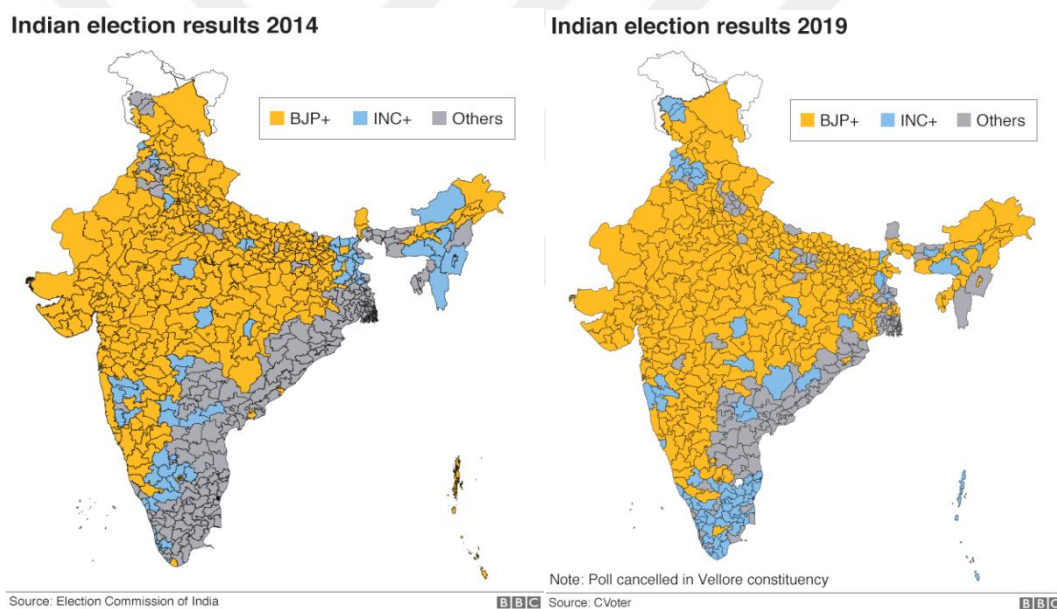 Indian election results 2014
BJP+ INC+ Others
Source: Election Commission of India
BBC
Indian election results 2019
BJP+ INC+ Others
Note: Poll cancelled in Vellore constituency
Source: CVoter
BBC